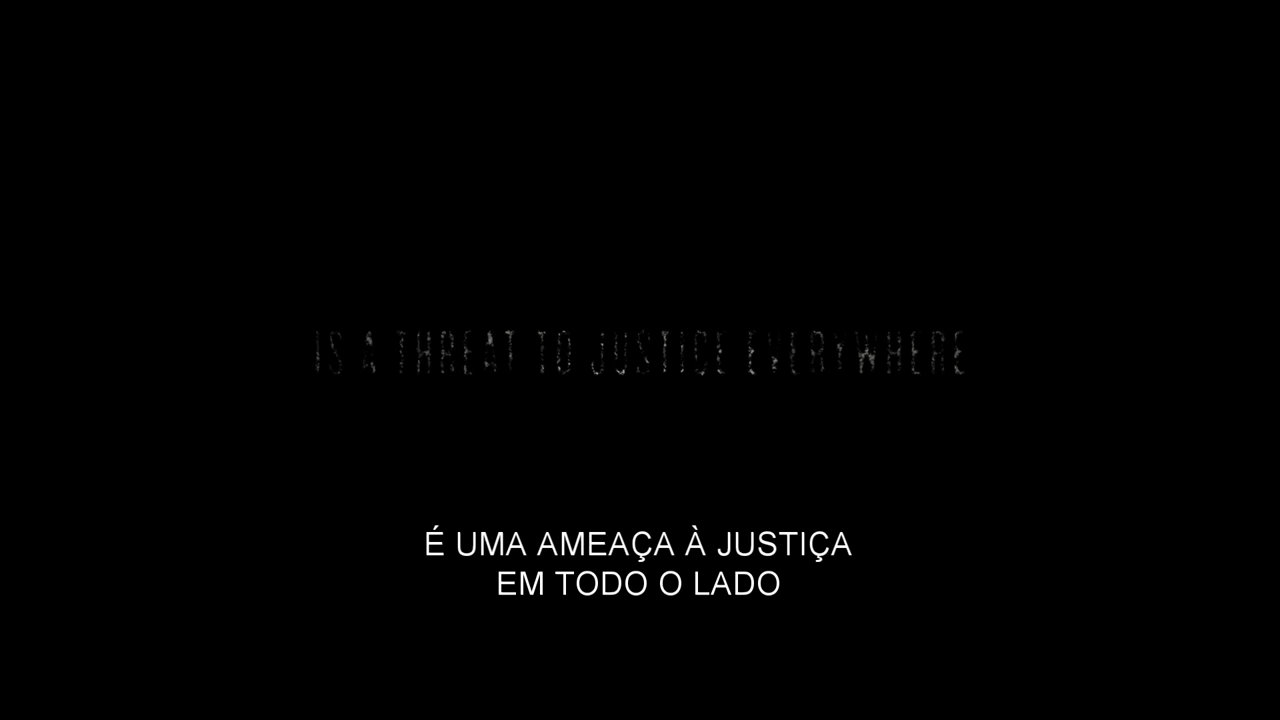 IS A THREAT TO JUSTICE EVERYWHERE
É UMA AMEAÇA À JUSTIÇA
EM TODO O LADO